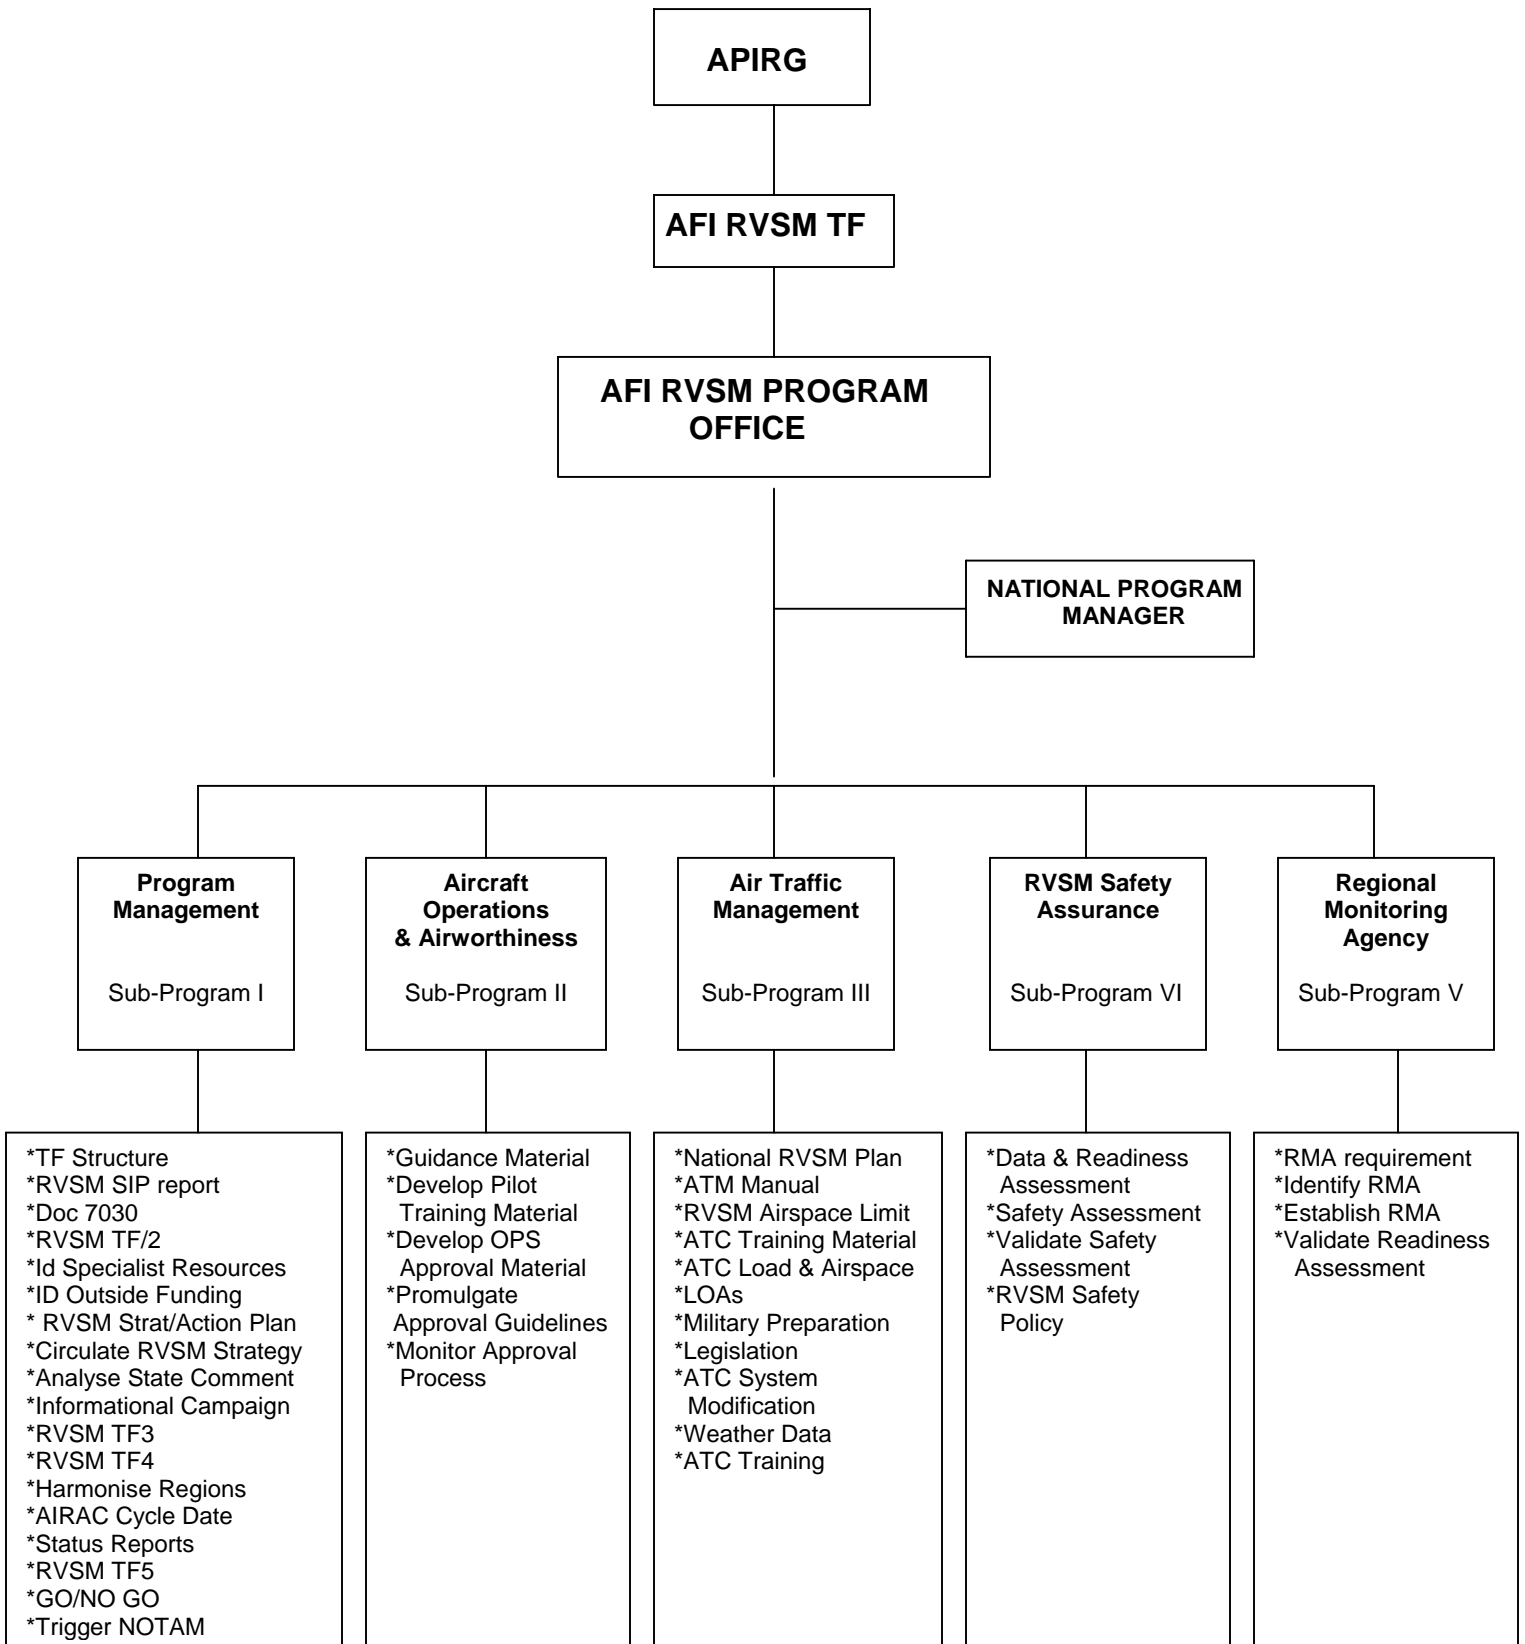 APIRG
AFI RVSM TF
AFI RVSM PROGRAM
OFFICE
NATIONAL PROGRAM
MANAGER
Program
Management
Sub-Program I
Aircraft
Operations
& Airworthiness
Sub-Program II
Air Traffic
Management
Sub-Program III
RVSM Safety
Assurance
Sub-Program VI
Regional
Monitoring
Agency
Sub-Program V
*TF Structure
*RVSM SIP report
*Doc 7030
*RVSM TF/2
*Id Specialist Resources
*ID Outside Funding
* RVSM Strat/Action Plan
*Circulate RVSM Strategy
*Analyse State Comment
*Informational Campaign
*RVSM TF3
*RVSM TF4
*Harmonise Regions
*AIRAC Cycle Date
*Status Reports
*RVSM TF5
*GO/NO GO
*Trigger NOTAM
*Guidance Material
*Develop Pilot
Training Material
*Develop OPS
Approval Material
*Promulgate
Approval Guidelines
*Monitor Approval
Process
*National RVSM Plan
*ATM Manual
*RVSM Airspace Limit
*ATC Training Material
*ATC Load & Airspace
*LOAs
*Military Preparation
*Legislation
*ATC System
Modification
*Weather Data
*ATC Training
*Data & Readiness
Assessment
*Safety Assessment
*Validate Safety
Assessment
*RVSM Safety
Policy
*RMA requirement
*Identify RMA
*Establish RMA
*Validate Readiness
Assessment